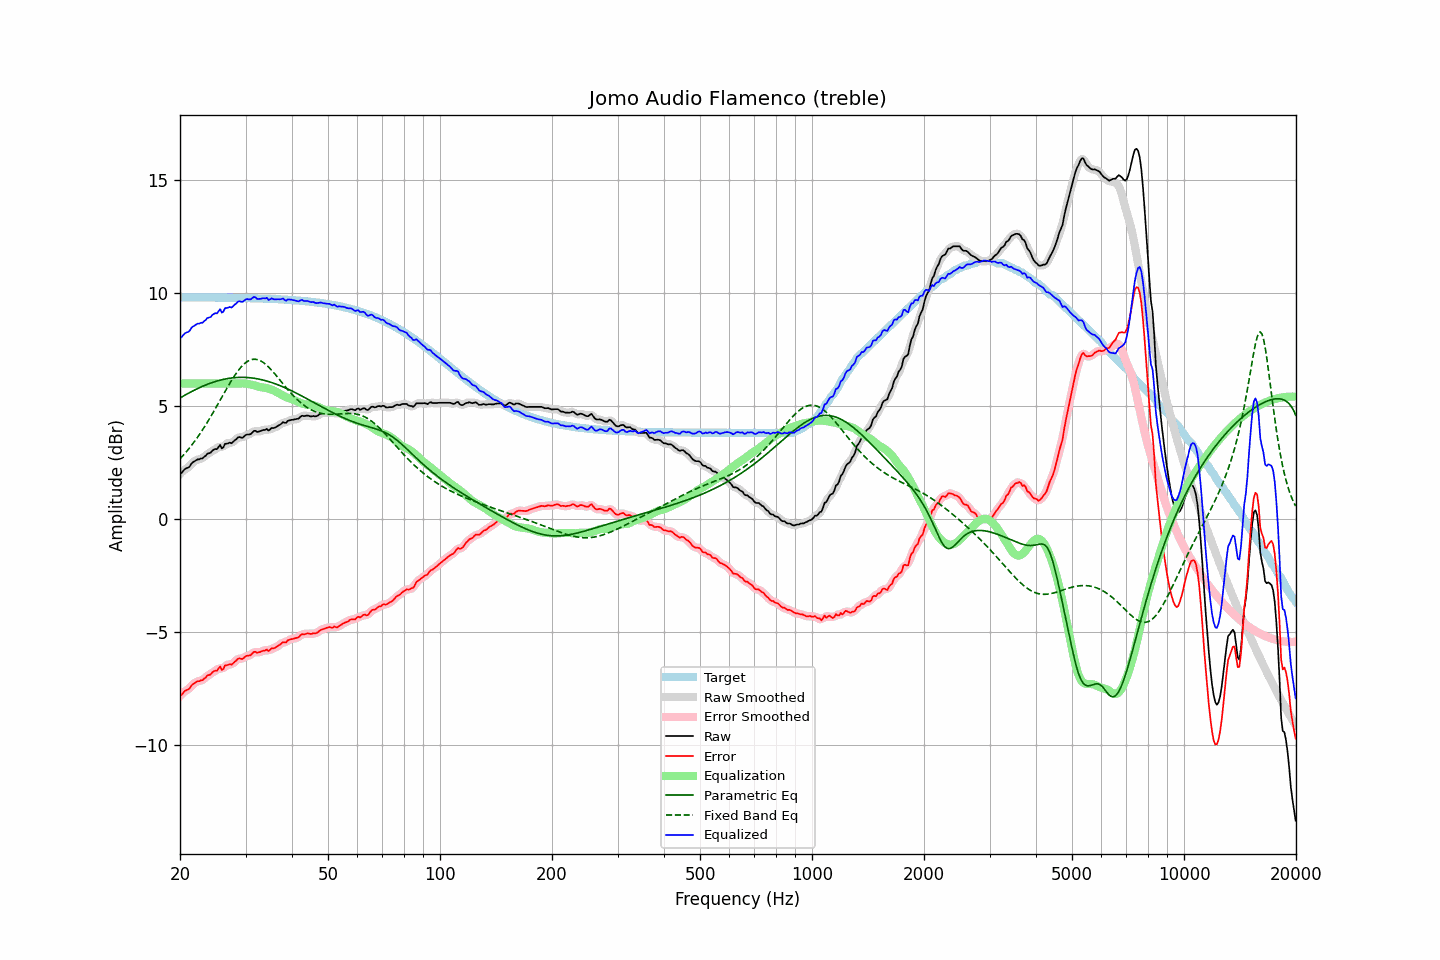 Jomo Audio Flamenco (treble)
Amplitude (dBr)
15
10
5
0
−5
−10
Target
Raw Smoothed
Error Smoothed
Raw
Error
Equalization
Parametric Eq
Fixed Band Eq
Equalized
20 50 100 200 500 1000 2000 5000 10000 20000
Frequency (Hz)